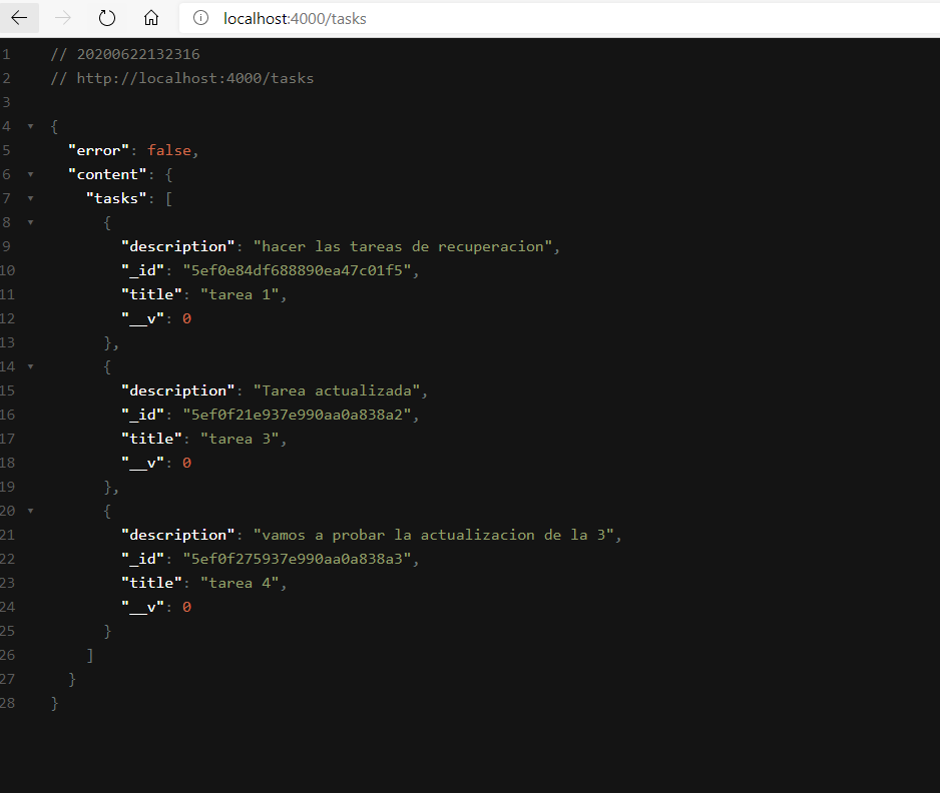 localhost:4000/tasks
1 // 20200622132316
2 // http://localhost:4000/tasks
3
4 {
5 "error": false,
6 "content": {
7 "tasks": [
8 {
9 "description": "hacer las tareas de recuperacion",
10 "_id": "5ef0e84df688890ea47c01f5",
11 "title": "tarea 1",
12 "__v": 0
13 },
14 {
15 "description": "Tarea actualizada",
16 "_id": "5ef0f21e937e990aa0a838a2",
17 "title": "tarea 3",
18 "__v": 0
19 },
20 {
21 "description": "vamos a probar la actualizacion de la 3",
22 "_id": "5ef0f275937e990aa0a838a3",
23 "title": "tarea 4",
24 "__v": 0
25 }
26 ]
27 }
28 }